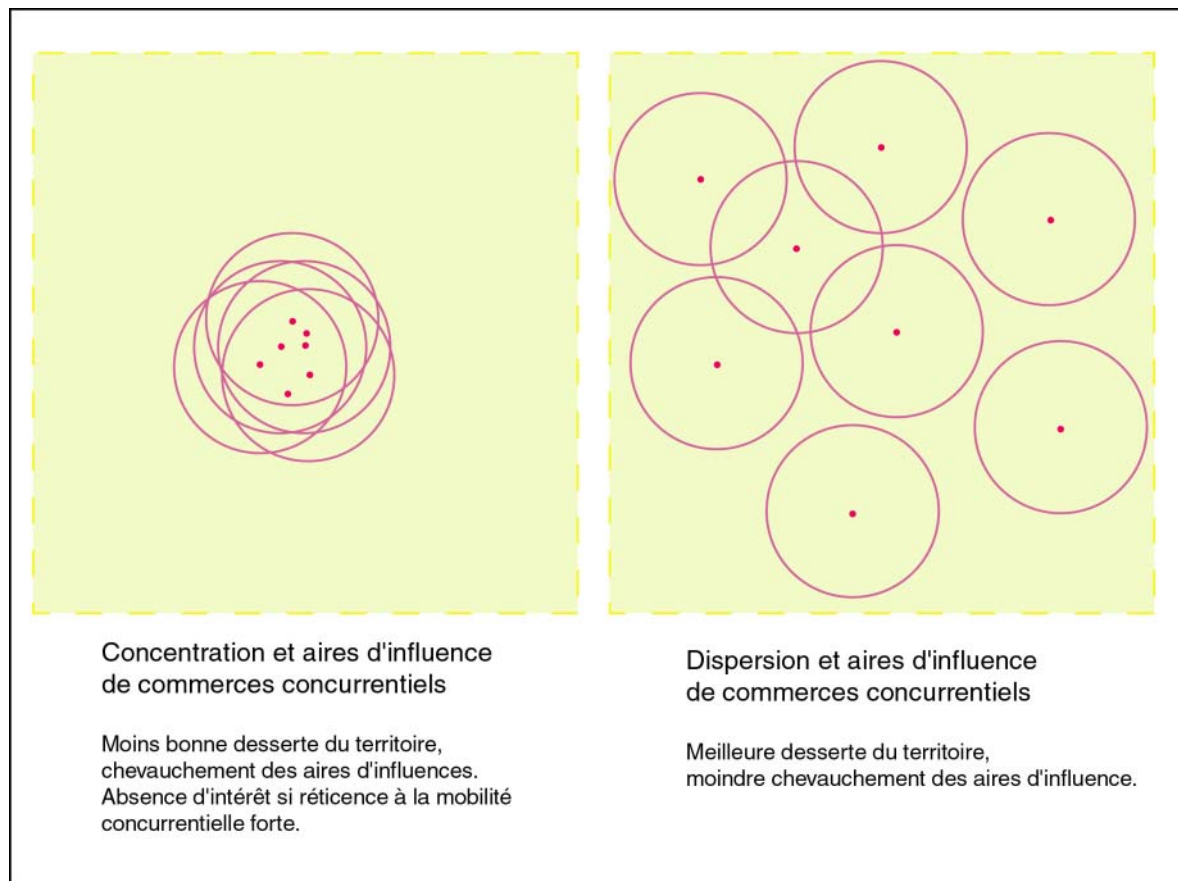 Concentration et aires d'influence
de commerces concurrentiels
Moins bonne desserte du territoire,
chevauchement des aires d'influences.
Absence d'intérêt si réticence à la mobilité
concurrentielle forte.
Dispersion et aires d'influence
de commerces concurrentiels
Meilleure desserte du territoire,
moindre chevauchement des aires d'influence.